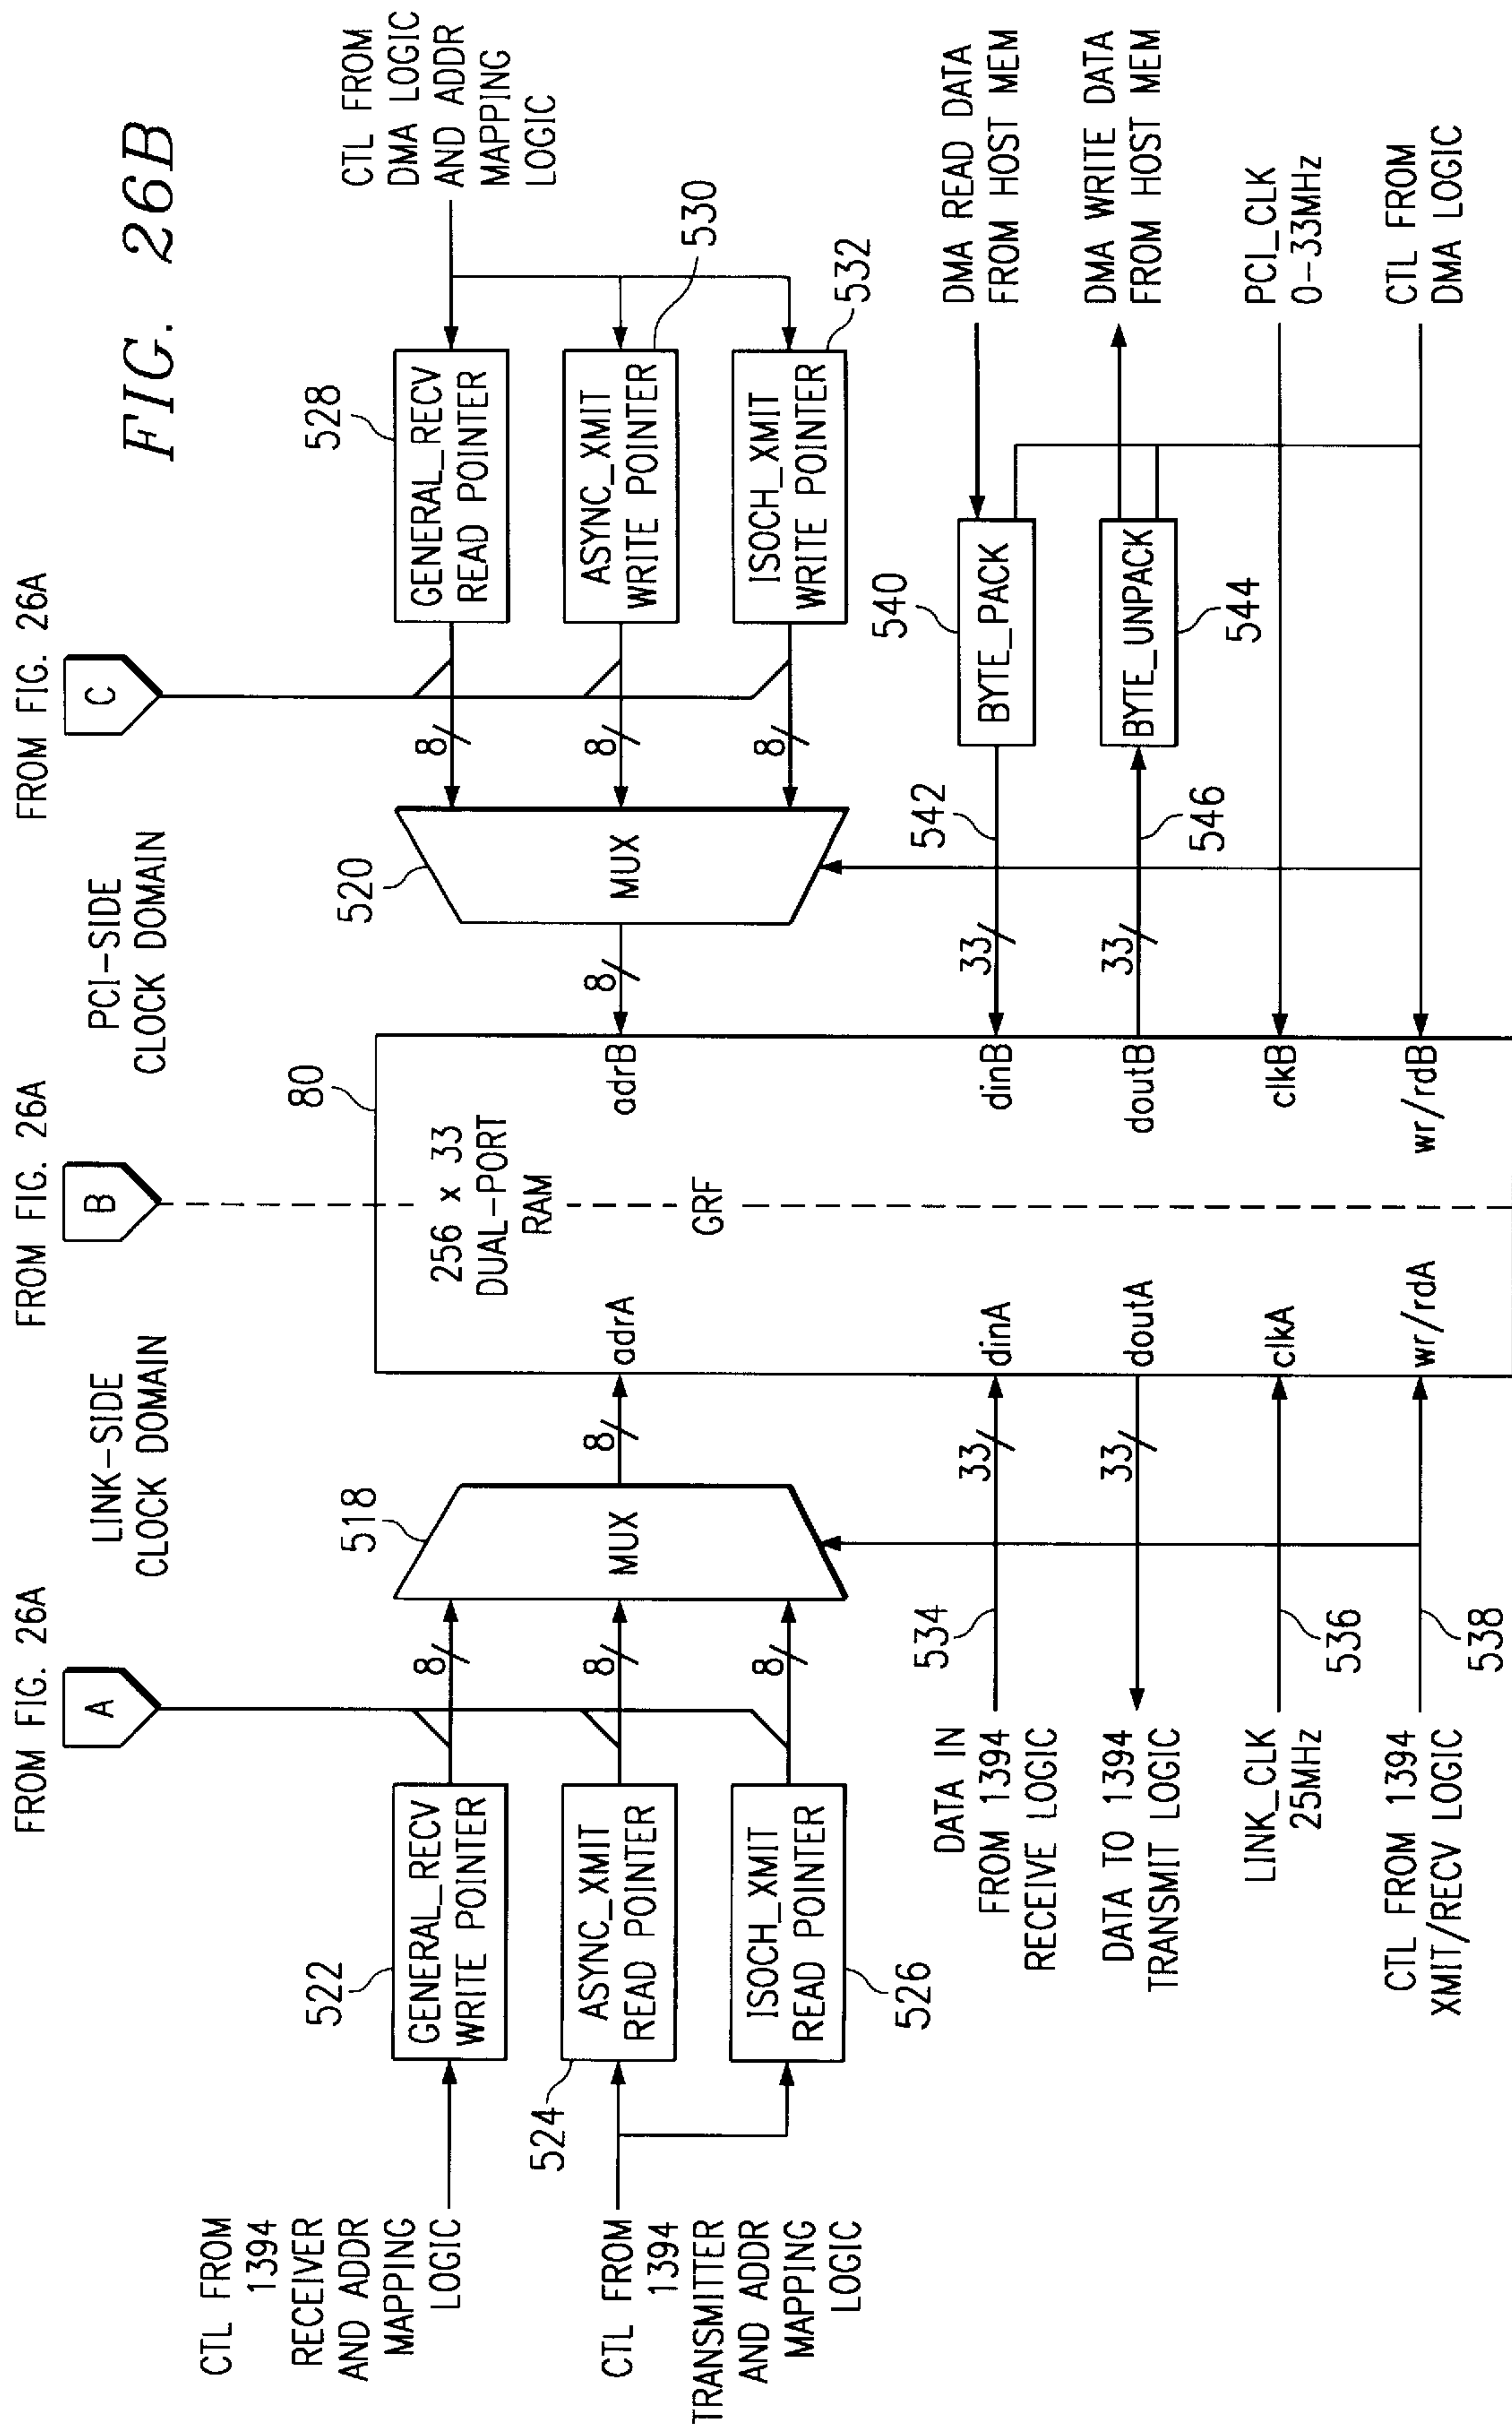 FIG. 26B
FROM FIG. 26A
A
FROM FIG. 26A
B
FROM FIG. 26A
C
LINK-SIDE
CLOCK DOMAIN
PCI-SIDE
CLOCK DOMAIN
CTL FROM
1394
RECEIVER
AND ADDR
MAPPING
LOGIC
522
GENERAL_RECV
WRITE POINTER
8
CTL FROM
1394
TRANSMITTER
AND ADDR
MAPPING
LOGIC
524
ASYNC_XMIT
READ POINTER
8
ISOCH_XMIT
READ POINTER
526
8
518
MUX
8
80
256 x 33
DUAL-PORT
RAM
GRF
adrA
dinA
doutA
clkA
wr/rdA
adrB
dinB
doutB
clkB
wr/rdB
520
MUX
8
8
8
8
528
GENERAL_RECV
READ POINTER
ASYNC_XMIT
WRITE POINTER
530
ISOCH_XMIT
WRITE POINTER
532
CTL FROM
DMA LOGIC
AND ADDR
MAPPING
LOGIC
DATA IN
FROM 1394
RECEIVE LOGIC
534
33
DATA TO 1394
TRANSMIT LOGIC
33
LINK_CLK
25MHz
536
CTL FROM 1394
XMIT/RECV LOGIC
538
33
542
540
BYTE_PACK
DMA READ DATA
FROM HOST MEM
33
546
BYTE_UNPACK
544
DMA WRITE DATA
FROM HOST MEM
PCI_CLK
0-33MHz
CTL FROM
DMA LOGIC